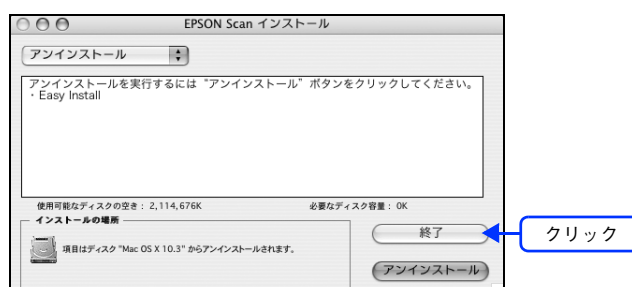 EPSON Scan インストール
アンインストール
アンインストールを実行するには“アンインストール”ボタンをクリックしてください。
・Easy Install
使用可能なディスクの空き：2,114,676K 必要なディスク容量：OK
インストールの場所
項目はディスク "Mac OS X 10.3" からアンインストールされます。
終了
クリック
アンインストール